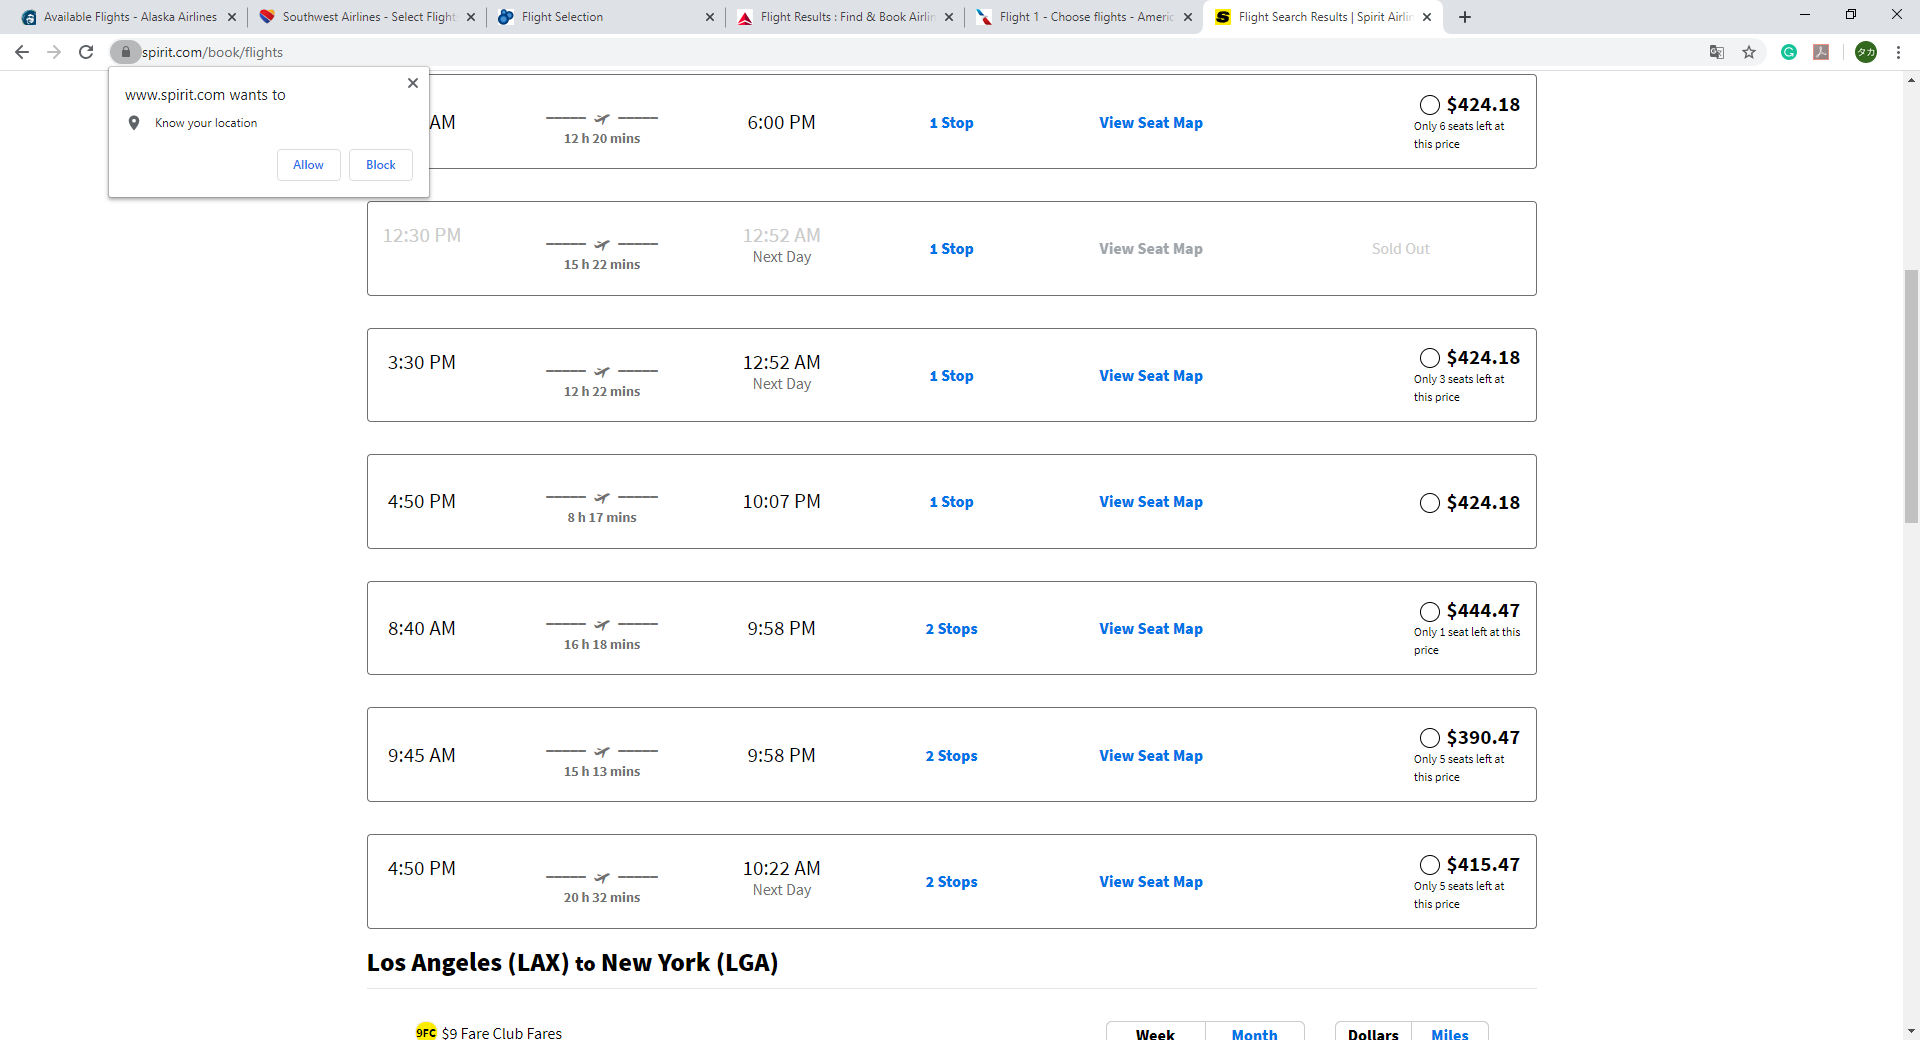 Available Flights - Alaska Airlines
Southwest Airlines - Select Flight
Flight Selection
Flight Results : Find & Book Airlin
Flight 1 - Choose flights - Americ
Flight Search Results | Spirit Airlin
spirit.com/book/flights
タカ
www.spirit.com wants to
Know your location
Allow
Block
AM
12 h 20 mins
6:00 PM
1 Stop
View Seat Map
$424.18
Only 6 seats left at
this price
12:30 PM
15 h 22 mins
12:52 AM
Next Day
1 Stop
View Seat Map
Sold Out
3:30 PM
12 h 22 mins
12:52 AM
Next Day
1 Stop
View Seat Map
$424.18
Only 3 seats left at
this price
4:50 PM
8 h 17 mins
10:07 PM
1 Stop
View Seat Map
$424.18
8:40 AM
16 h 18 mins
9:58 PM
2 Stops
View Seat Map
$444.47
Only 1 seat left at this
price
9:45 AM
15 h 13 mins
9:58 PM
2 Stops
View Seat Map
$390.47
Only 5 seats left at
this price
4:50 PM
20 h 32 mins
10:22 AM
Next Day
2 Stops
View Seat Map
$415.47
Only 5 seats left at
this price
Los Angeles (LAX) to New York (LGA)
9FC $9 Fare Club Fares
Week
Month
Dollars
Miles